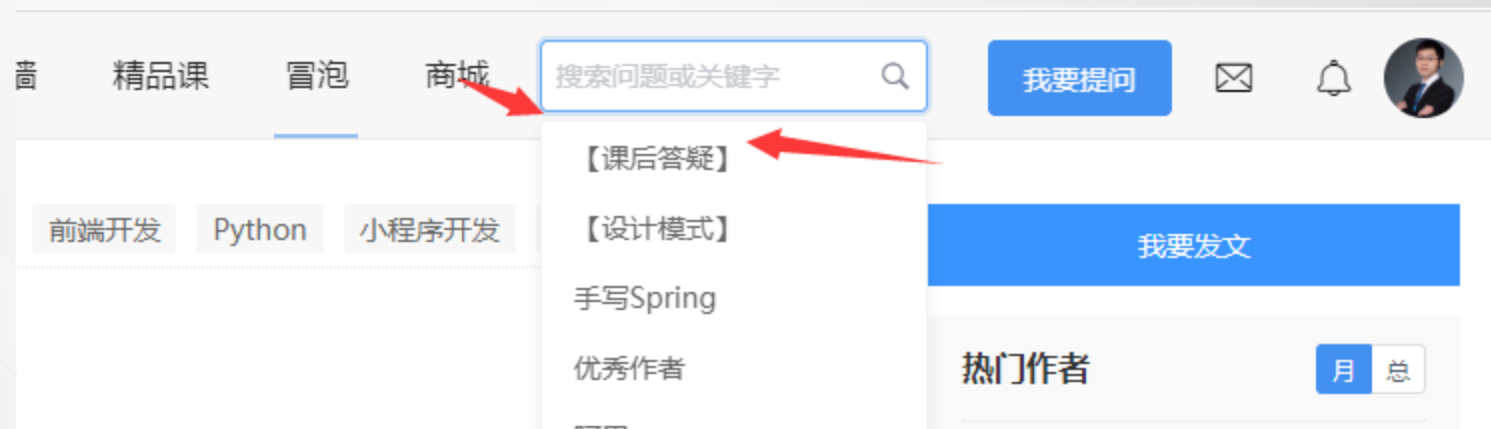 精品课 冒泡 商城 搜索问题或关键字 我要提问
【课后答疑】
前端开发 Python 小程序开发 【设计模式】 我要发文
手写Spring
优秀作者 热门作者 月 总